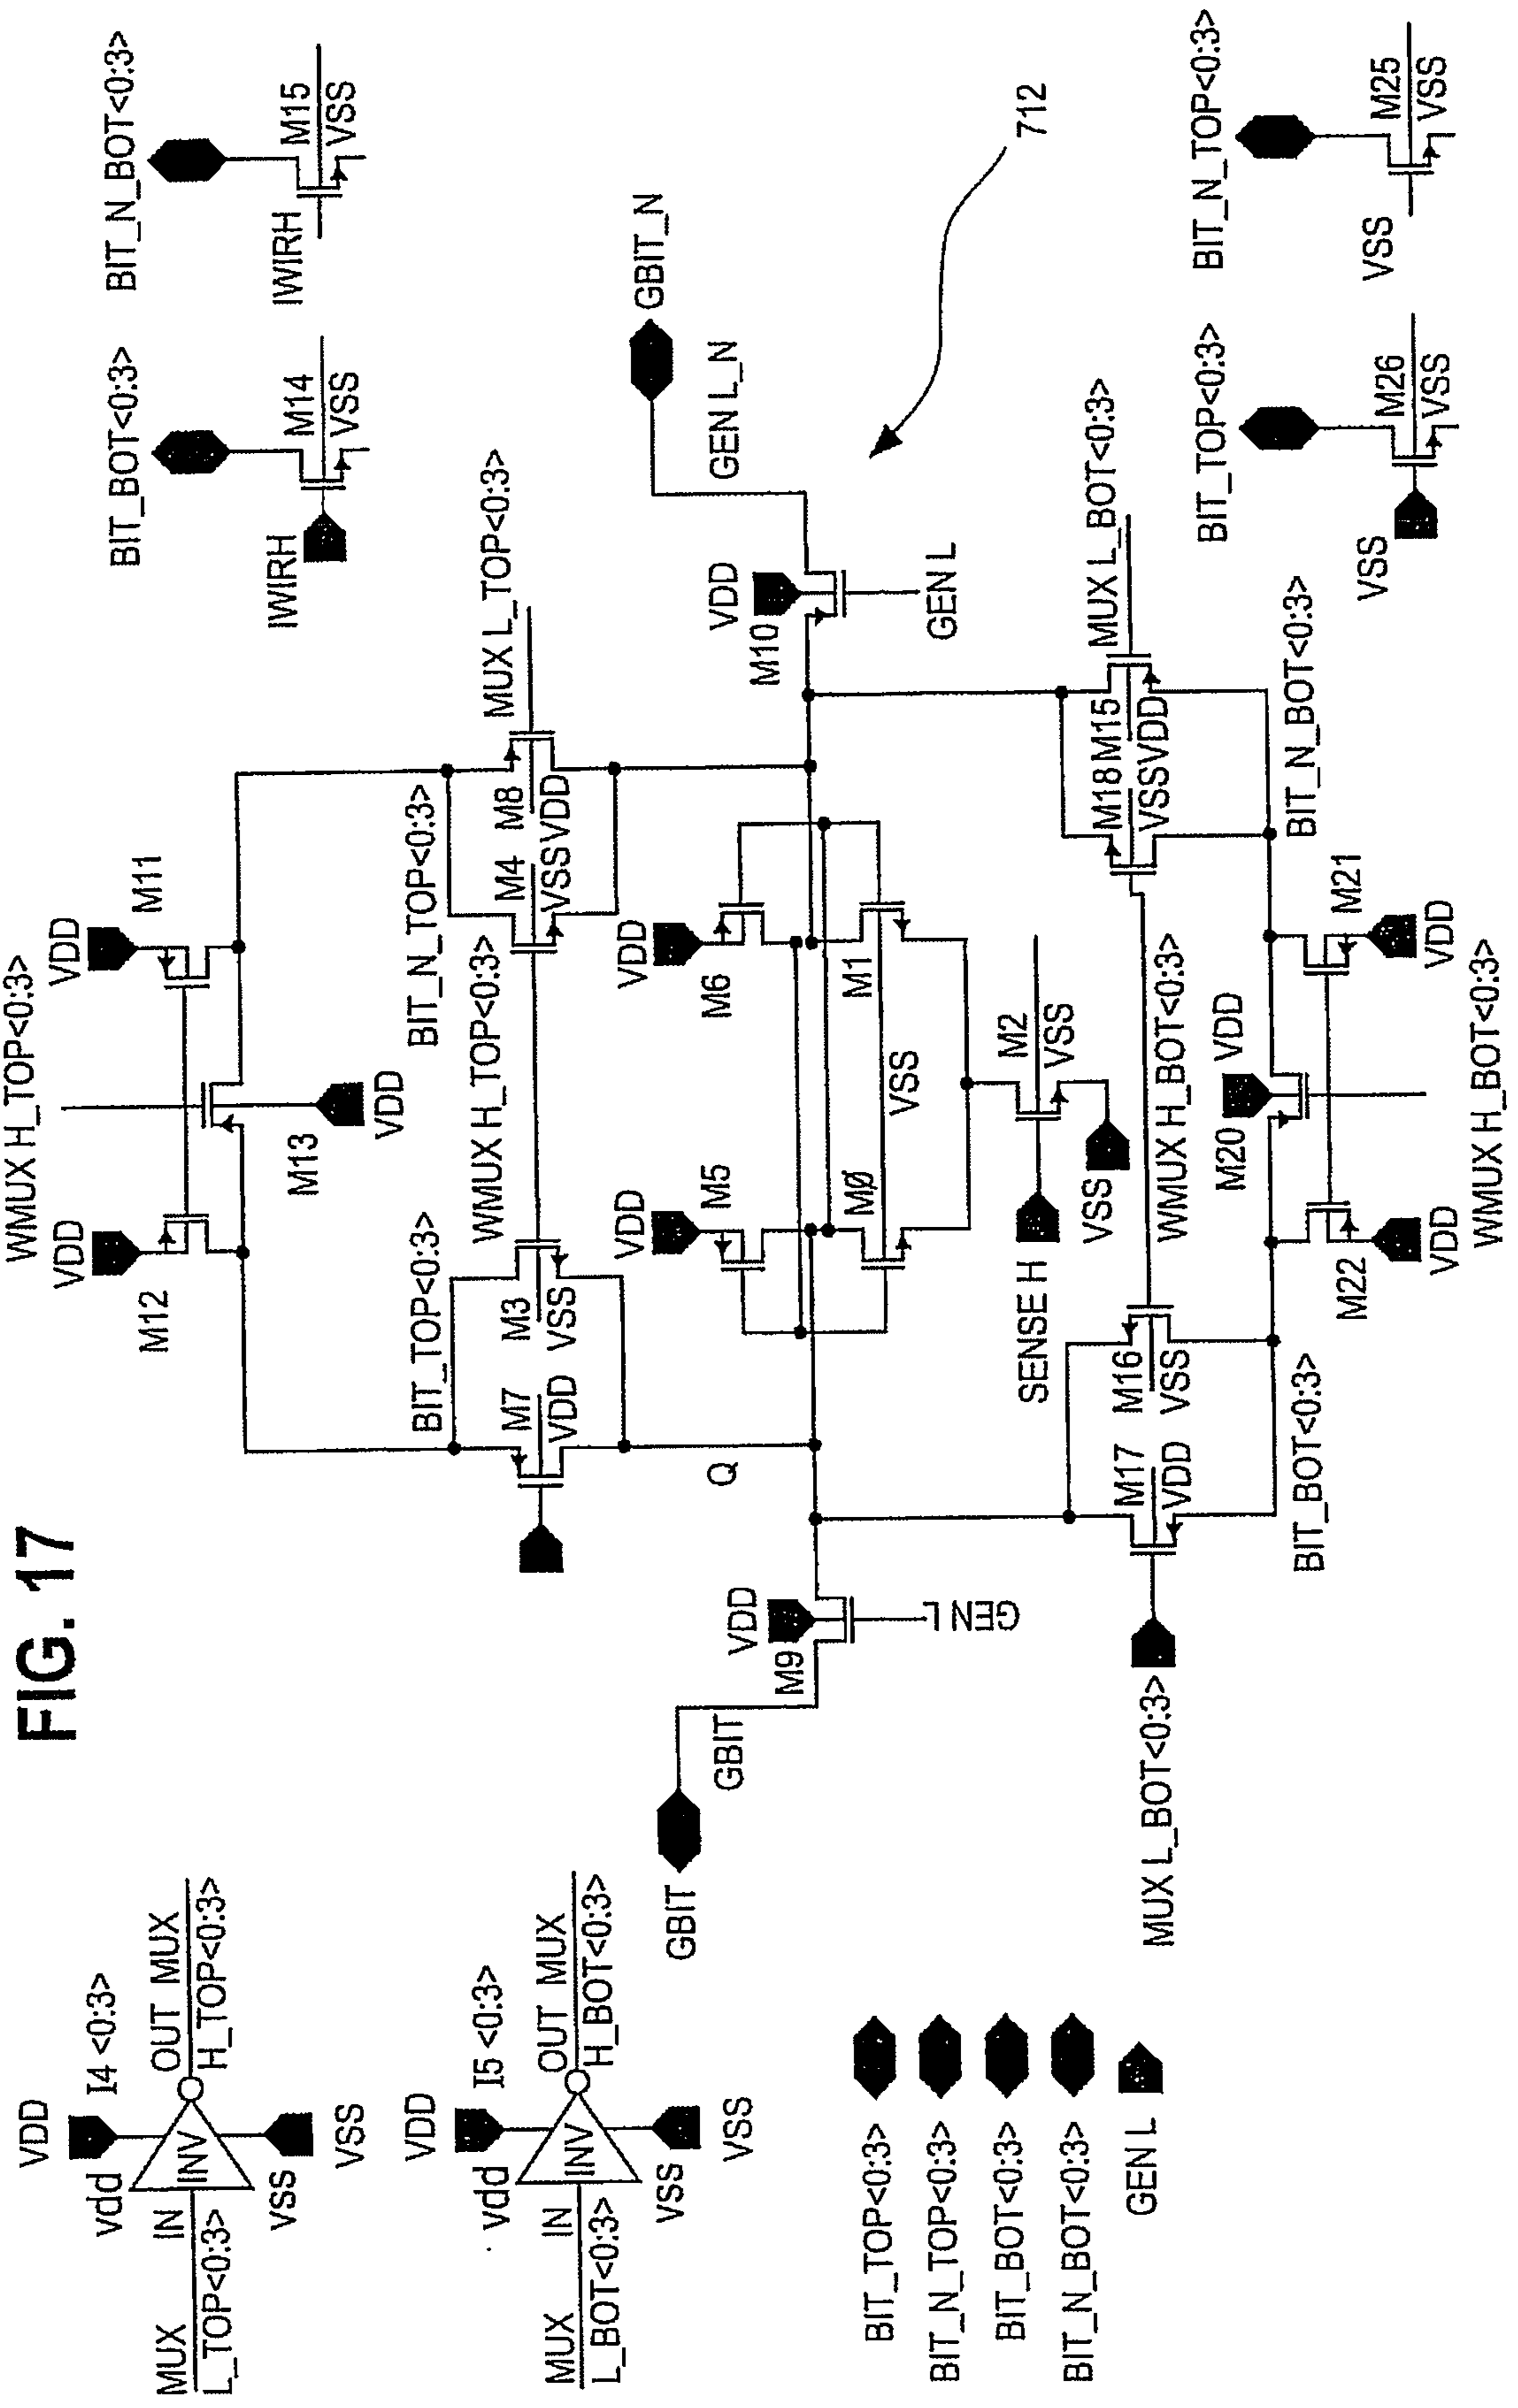 FIG. 17
VDD
vdd
I4 <0:3>
MUX
IN
INV
OUT MUX
L_TOP<0:3>
H_TOP<0:3>
VSS
VSS
VDD
vdd
I5 <0:3>
MUX
IN
INV
OUT MUX
L_BOT<0:3>
H_BOT<0:3>
VSS
VSS
BIT_TOP<0:3>
BIT_N_TOP<0:3>
BIT_BOT<0:3>
BIT_N_BOT<0:3>
GEN L
WMUX H_TOP<0:3>
VDD
VDD
M12
M11
M13
VDD
BIT_TOP<0:3>
BIT_N_TOP<0:3>
WMUX H_TOP<0:3>
MUX L_TOP<0:3>
M7
VDD
M3
VSS
M4
VSS
M8
VDD
Q
GBIT
GBIT
VDD
M9
GEN L
VDD
M5
VDD
M6
MØ
M1
VSS
SENSE H
M2
VSS
VSS
VDD
M10
GEN L
GEN L_N
GBIT_N
712
MUX L_BOT<0:3>
M17
VDD
M16
VSS
WMUX H_BOT<0:3>
M18
M15
VSS
VDD
MUX L_BOT<0:3>
BIT_BOT<0:3>
BIT_N_BOT<0:3>
M20
VDD
M22
VDD
M21
VDD
WMUX H_BOT<0:3>
BIT_BOT<0:3>
IWIRH
M14
VSS
BIT_N_BOT<0:3>
IWIRH
M15
VSS
BIT_TOP<0:3>
VSS
M26
VSS
BIT_N_TOP<0:3>
VSS
M25
VSS